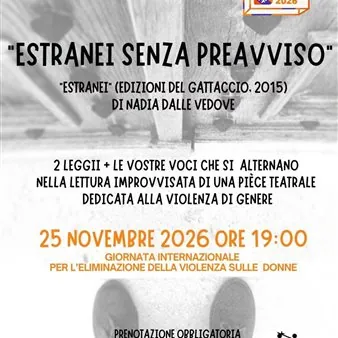 2026
"ESTRANEI SENZA PREAVVISO"
"ESTRANEI" (EDIZIONI DEL GATTACCIO, 2015)
DI NADIA DALLE VEDOVE
2 LEGGII + LE VOSTRE VOCI CHE SI ALTERNANO
NELLA LETTURA IMPROVVISATA DI UNA PIÈCE TEATRALE
DEDICATA ALLA VIOLENZA DI GENERE
25 NOVEMBRE 2026 ORE 19:00
GIORNATA INTERNAZIONALE
PER L'ELIMINAZIONE DELLA VIOLENZA SULLE DONNE
PRENOTAZIONE OBBLIGATORIA